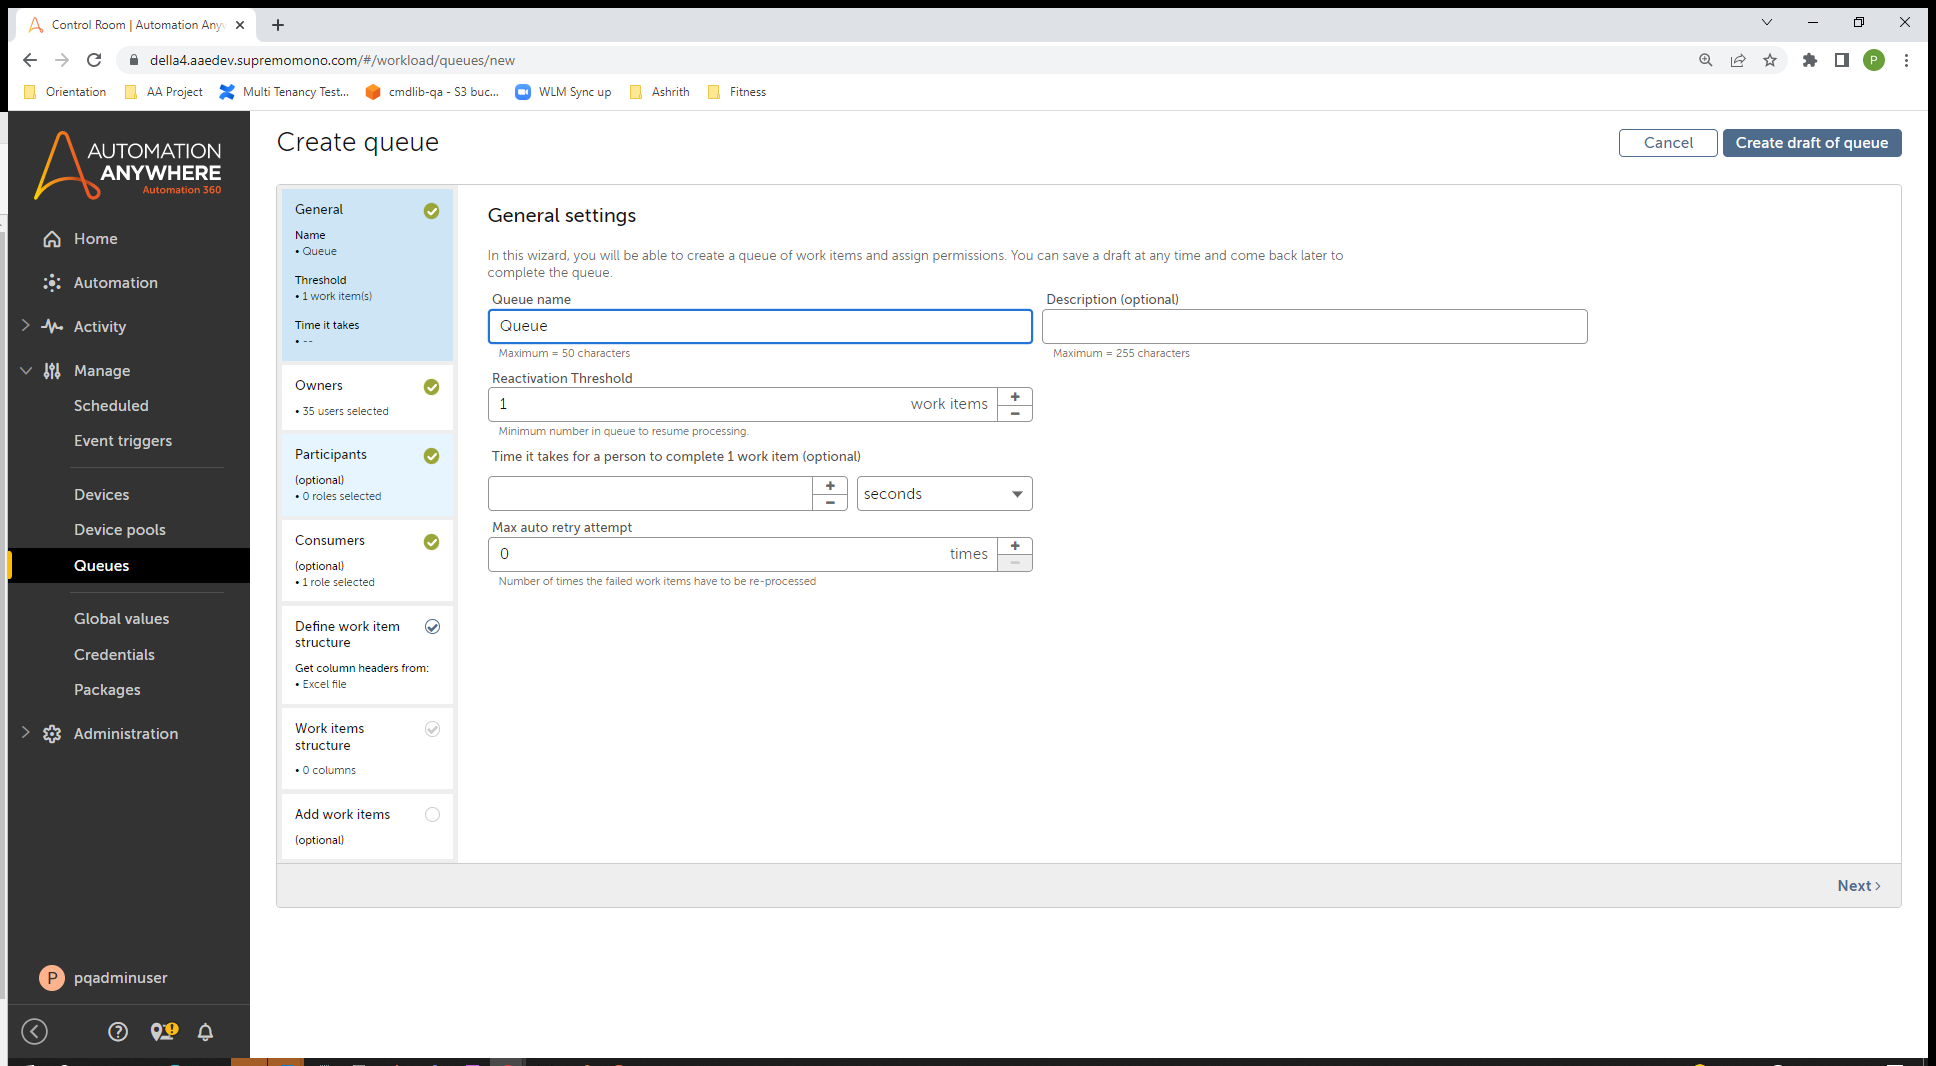 Control Room | Automation Any
della4.aaedev.supremomono.com/#/workload/queues/new
P
Orientation
AA Project
Multi Tenancy Test...
cmdlib-qa - S3 buc...
WLM Sync up
Ashrith
Fitness
AUTOMATION
ANYWHERE
Automation 360
Home
Automation
Activity
Manage
Scheduled
Event triggers
Devices
Device pools
Queues
Global values
Credentials
Packages
Administration
P pqadminuser
Create queue
Cancel
Create draft of queue
General
Name
• Queue
Threshold
• 1 work item(s)
Time it takes
• --
Owners
• 35 users selected
Participants
(optional)
• 0 roles selected
Consumers
(optional)
• 1 role selected
Define work item
structure
Get column headers from:
• Excel file
Work items
structure
• 0 columns
Add work items
(optional)
General settings
In this wizard, you will be able to create a queue of work items and assign permissions. You can save a draft at any time and come back later to
complete the queue.
Queue name
Queue
Maximum = 50 characters
Description (optional)
Maximum = 255 characters
Reactivation Threshold
1 work items
Minimum number in queue to resume processing.
Time it takes for a person to complete 1 work item (optional)
seconds
Max auto retry attempt
0 times
Number of times the failed work items have to be re-processed
Next >